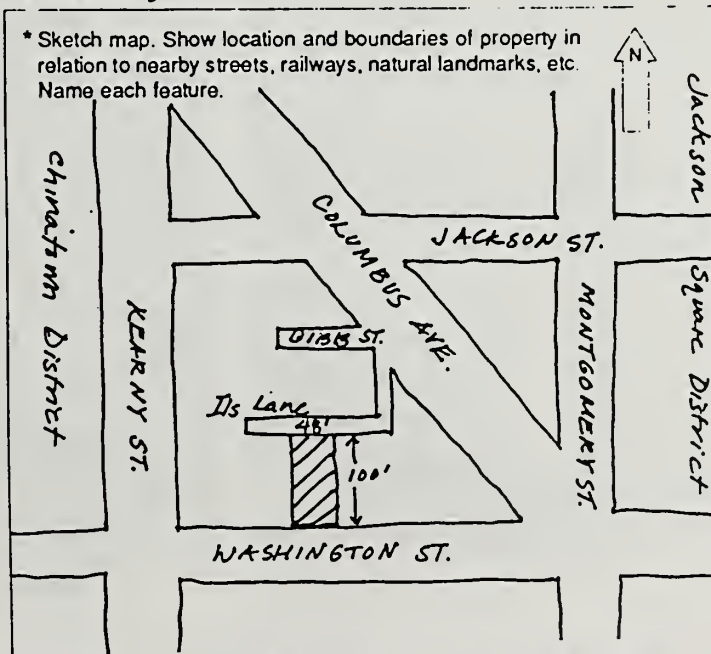 * Sketch map. Show location and boundaries of property in
relation to nearby streets, railways, natural landmarks, etc.
Name each feature.
N
Jackson
Square District
Chinatown District
COLUMBUS AVE.
JACKSON ST.
KEARNY ST.
MONTGOMERY ST.
GIBB ST.
Ils Lane
48'
100'
WASHINGTON ST.